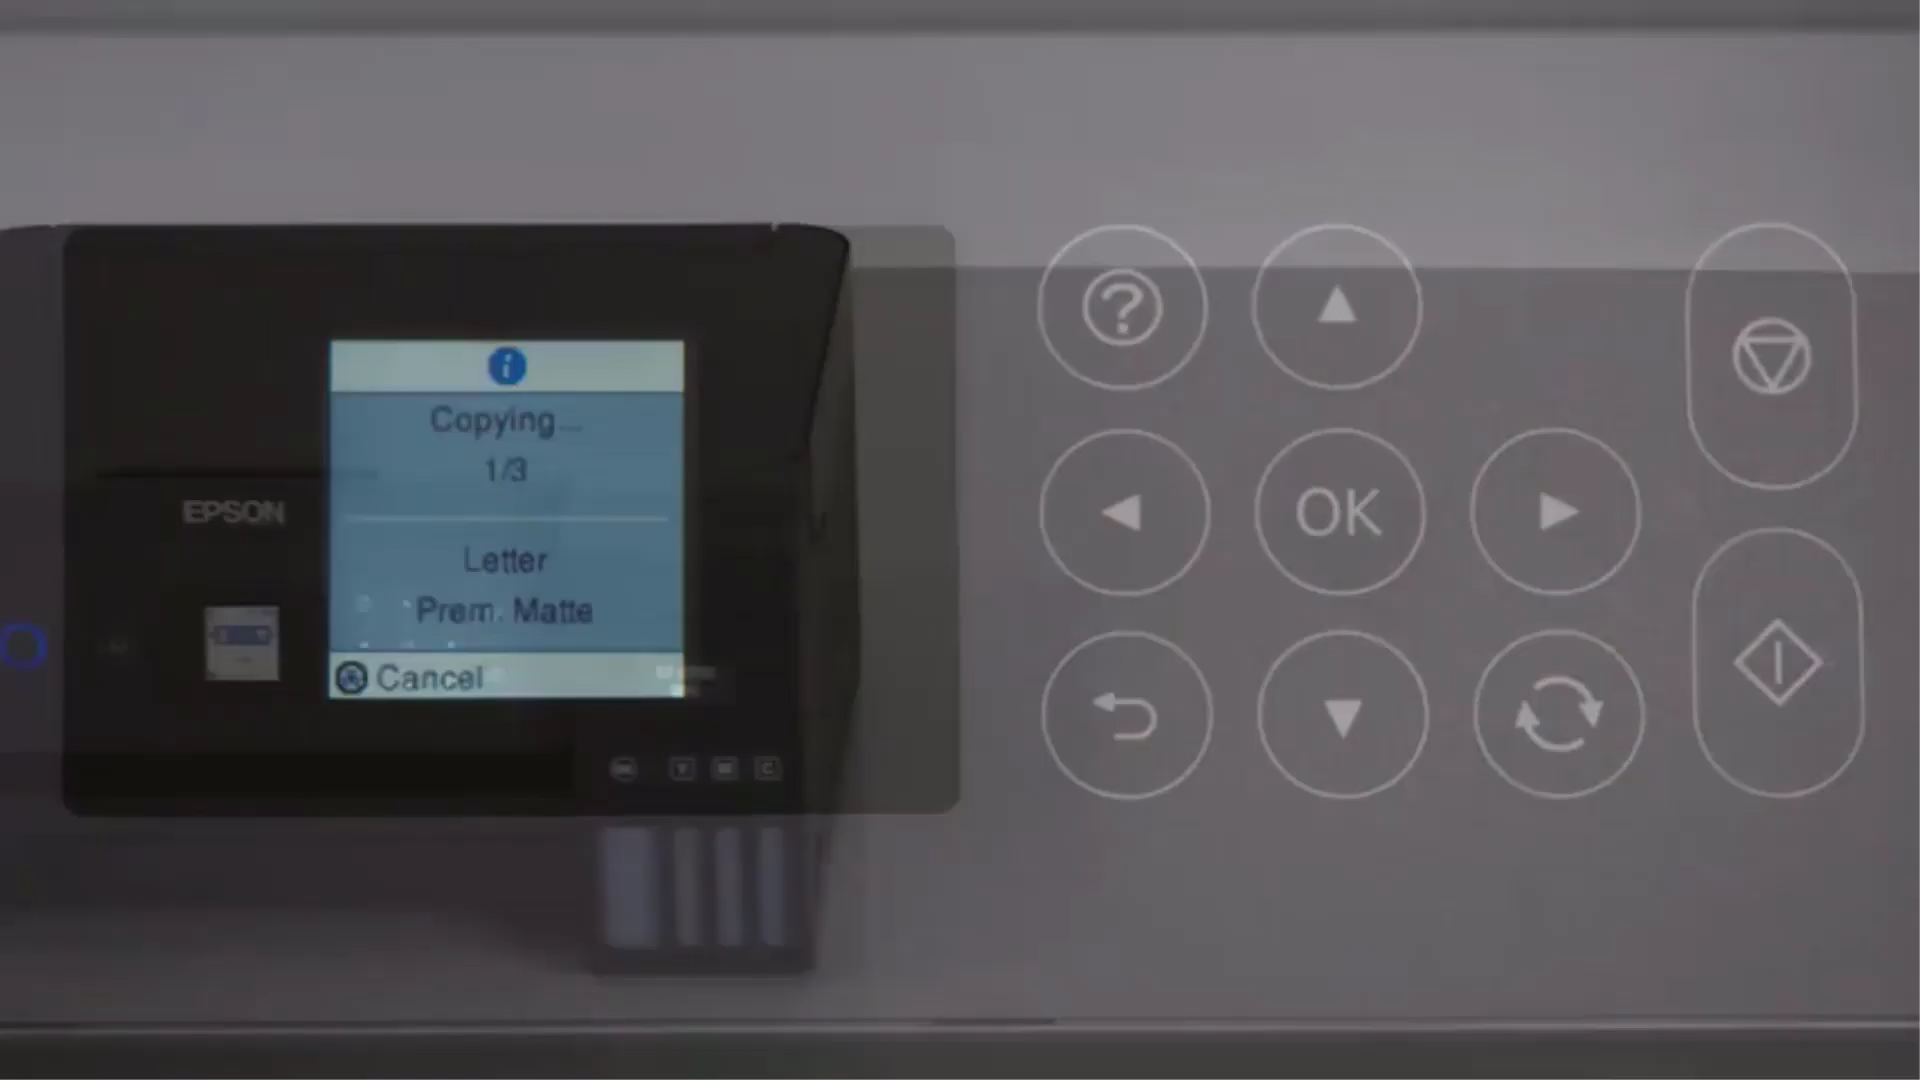 Copying...
1/3
EPSON
Letter
Prem. Matte
Cancel
OK
C